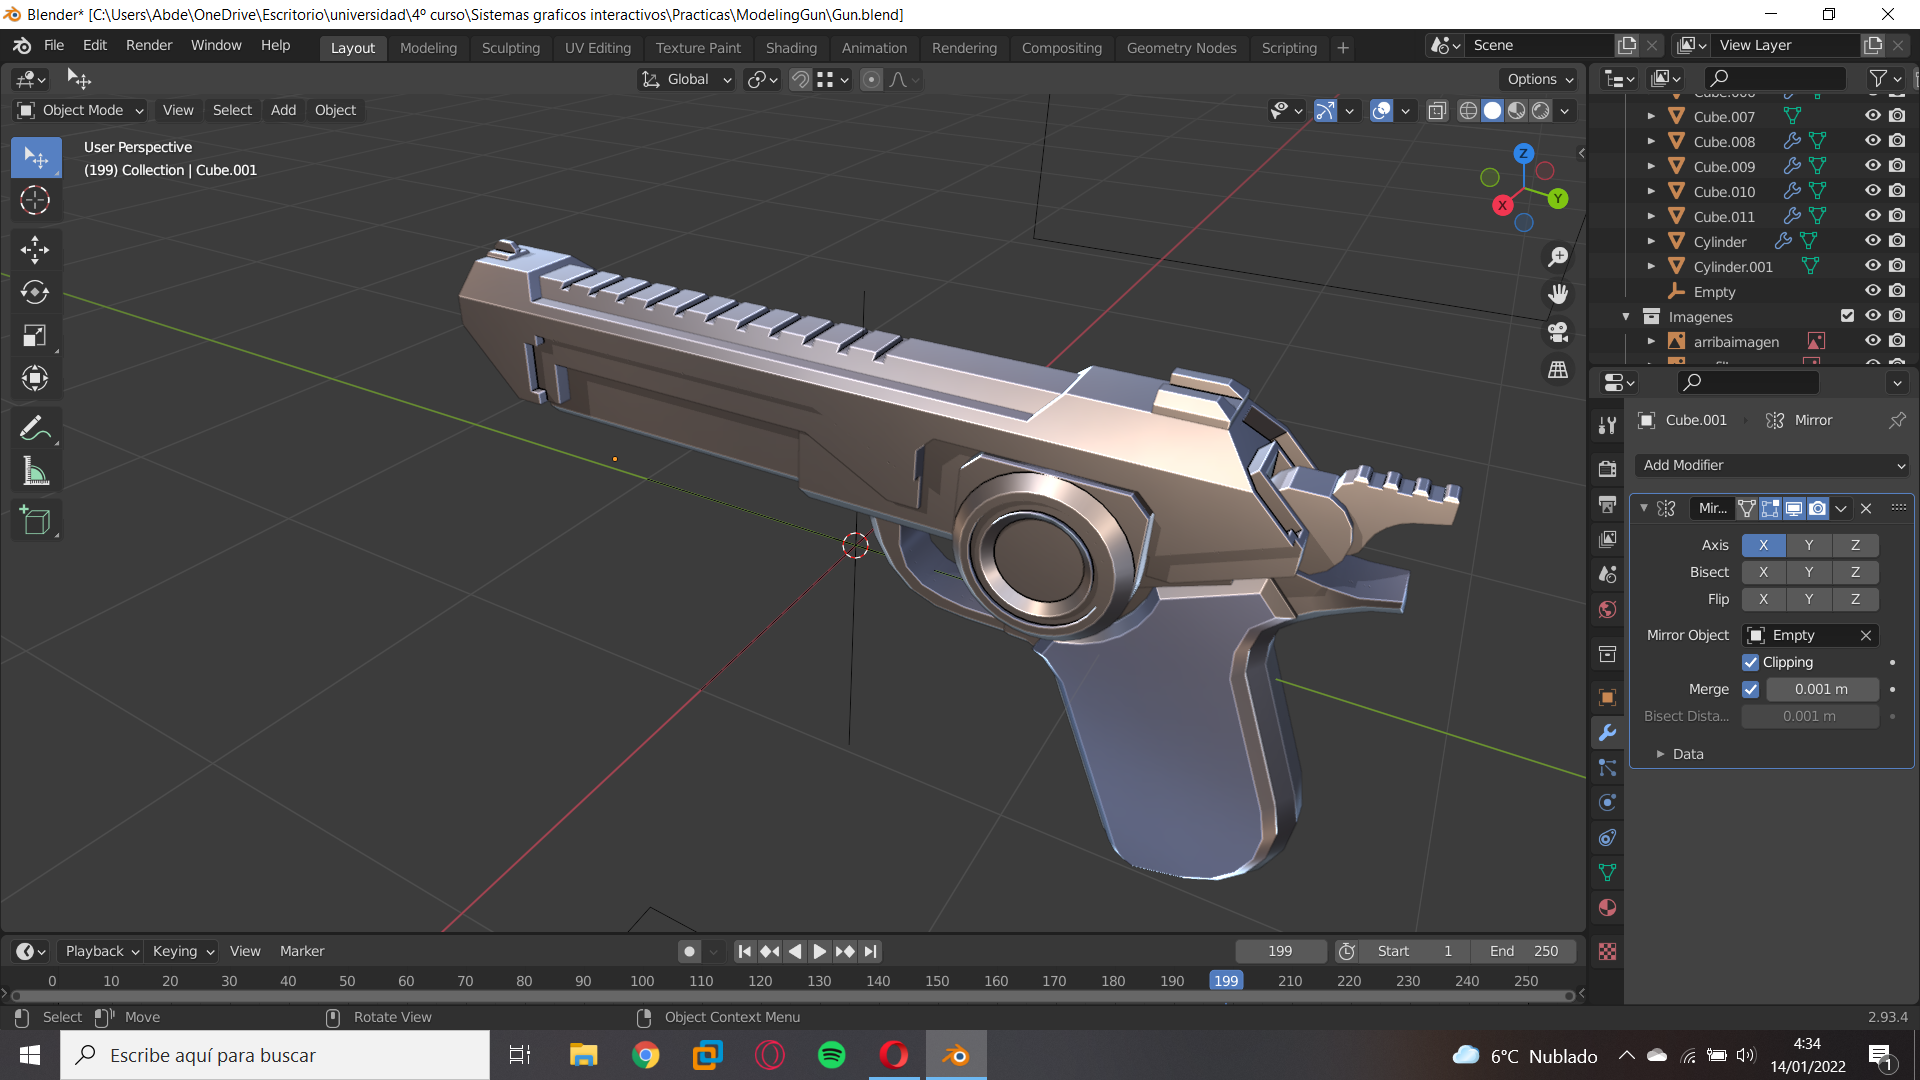 Blender* [C:\Users\Abde\OneDrive\Escritorio\universidad\4º curso\Sistemas graficos interactivos\Practicas\ModelingGun\Gun.blend]
File Edit Render Window Help Layout Modeling Sculpting UV Editing Texture Paint Shading Animation Rendering Compositing Geometry Nodes Scripting + Scene View Layer
Global Options
Object Mode View Select Add Object
User Perspective
(199) Collection | Cube.001
Z
Y
X
Cube.006
Cube.007
Cube.008
Cube.009
Cube.010
Cube.011
Cylinder
Cylinder.001
Empty
Imagenes
arribaimagen
Cube.001 Mirror
Add Modifier
Mir...
Axis X Y Z
Bisect X Y Z
Flip X Y Z
Mirror Object Empty
Clipping
Merge 0.001 m
Bisect Dista... 0.001 m
Data
Playback Keying View Marker 199 Start 1 End 250
0 10 20 30 40 50 60 70 80 90 100 110 120 130 140 150 160 170 180 190 199 210 220 230 240 250
Select Move Rotate View Object Context Menu 2.93.4
Escribe aquí para buscar 6°C Nublado 4:34
14/01/2022 1